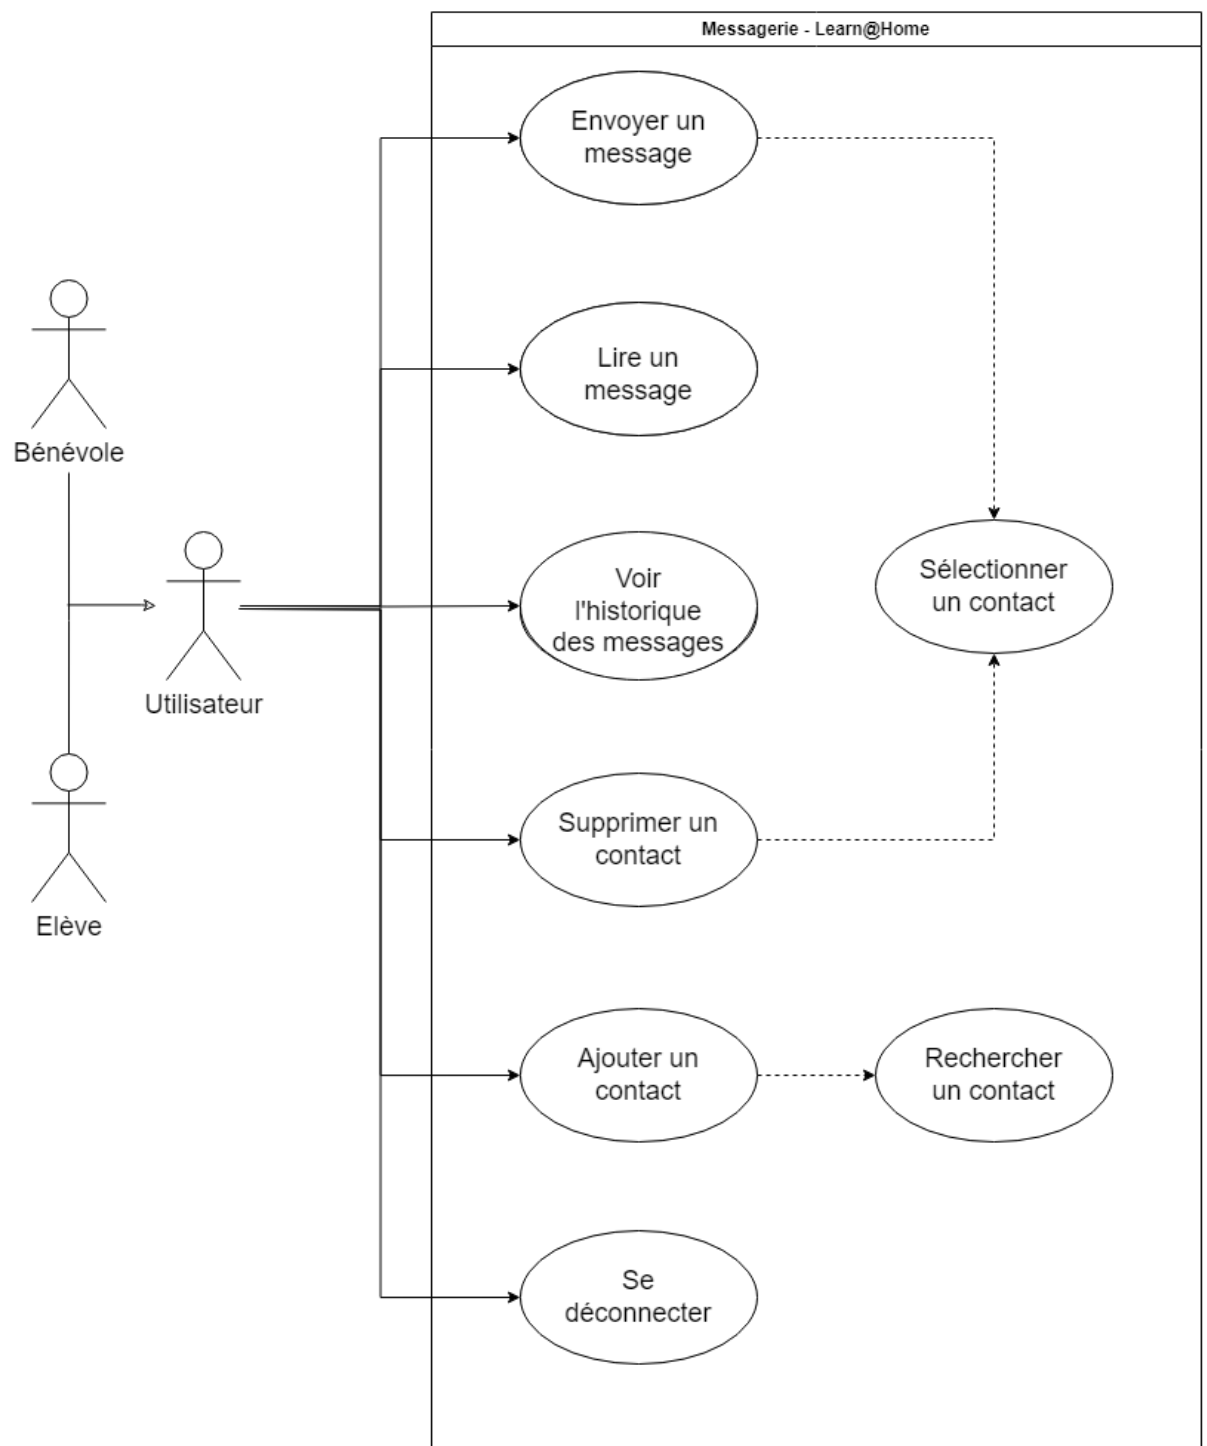 Messagerie - Learn@Home
Envoyer un
message
Lire un
message
Bénévole
Voir
l'historique
des messages
Sélectionner
un contact
Utilisateur
Supprimer un
contact
Elève
Ajouter un
contact
Rechercher
un contact
Se
déconnecter